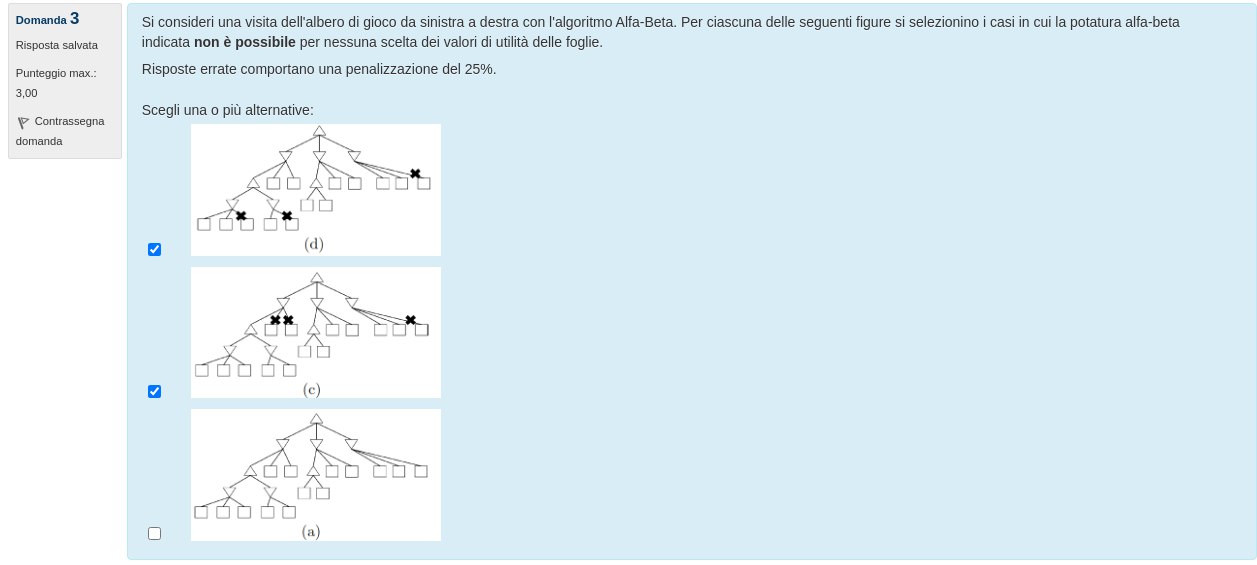 Domanda 3
Risposta salvata
Punteggio max.:
3,00
Contrassegna
domanda
Si consideri una visita dell'albero di gioco da sinistra a destra con l'algoritmo Alfa-Beta. Per ciascuna delle seguenti figure si selezionino i casi in cui la potatura alfa-beta
indicata non è possibile per nessuna scelta dei valori di utilità delle foglie.
Risposte errate comportano una penalizzazione del 25%.
Scegli una o più alternative:
(d)
(c)
(a)